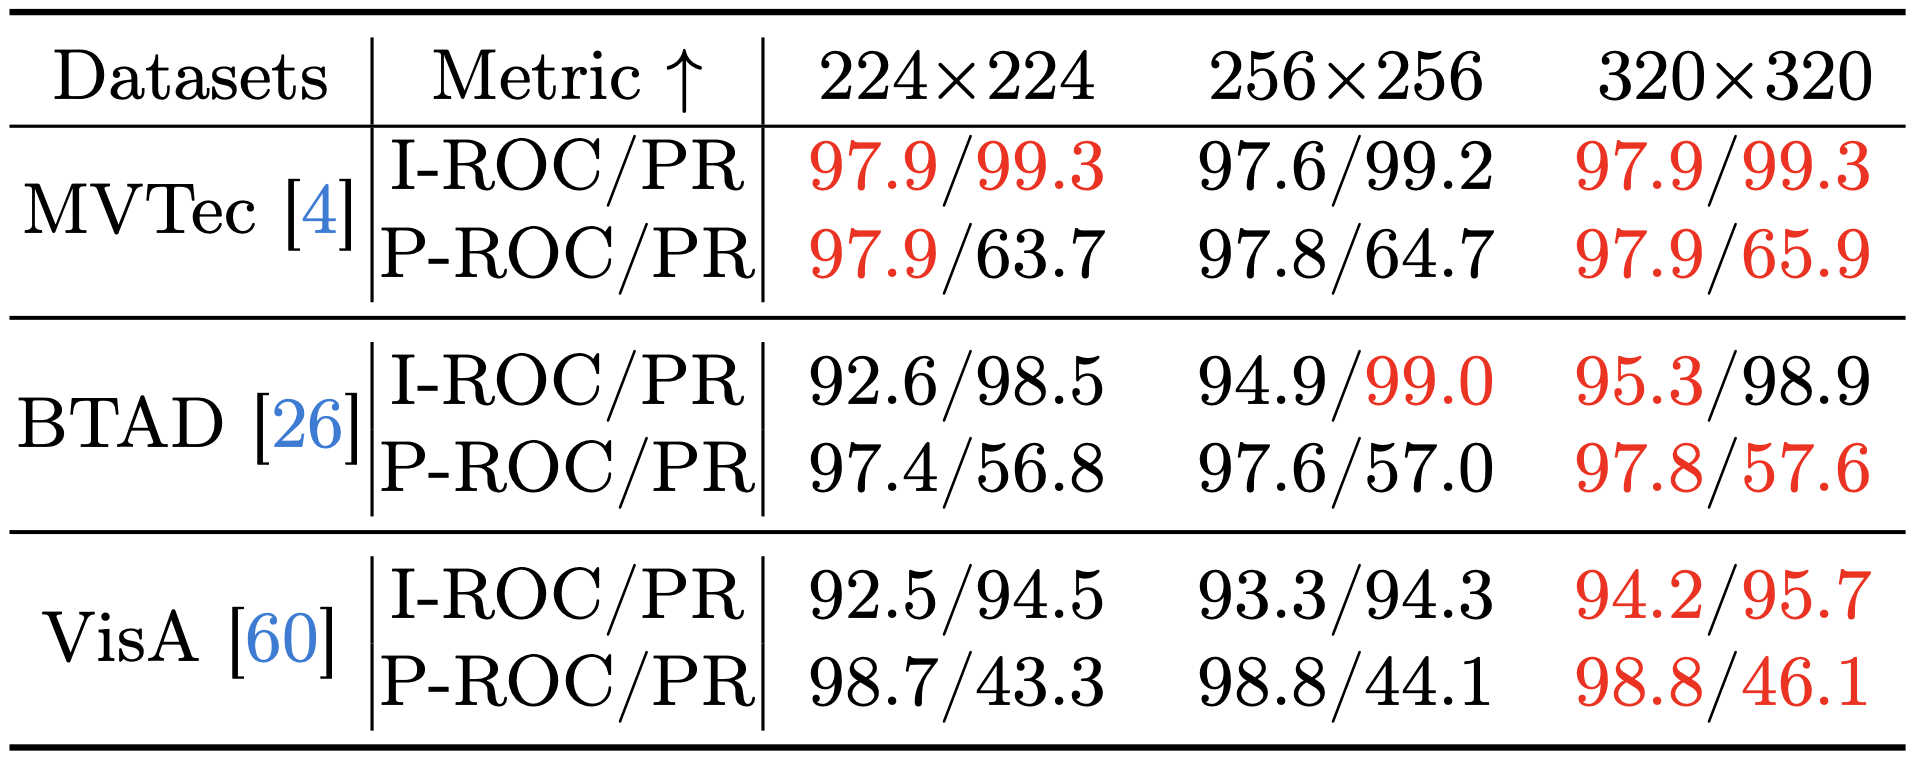 Datasets Metric ↑ 224×224 256×256 320×320
MVTec [4] I-ROC/PR 97.9/99.3 97.6/99.2 97.9/99.3
P-ROC/PR 97.9/63.7 97.8/64.7 97.9/65.9
BTAD [26] I-ROC/PR 92.6/98.5 94.9/99.0 95.3/98.9
P-ROC/PR 97.4/56.8 97.6/57.0 97.8/57.6
VisA [60] I-ROC/PR 92.5/94.5 93.3/94.3 94.2/95.7
P-ROC/PR 98.7/43.3 98.8/44.1 98.8/46.1